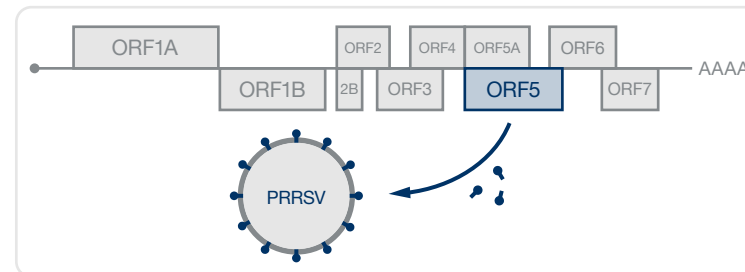 ORF1A ORF2 ORF4 ORF5A ORF6
AAAA
ORF1B 2B ORF3 ORF5 ORF7
PRRSV